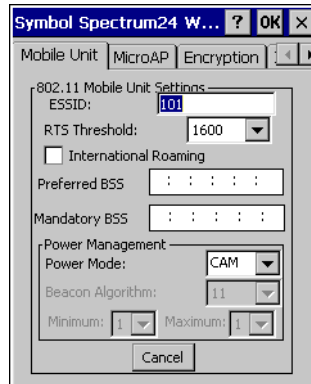 Symbol Spectrum24 W... ? OK ×
Mobile Unit MicroAP Encryption
802.11 Mobile Unit Settings
ESSID: 101
RTS Threshold: 1600
International Roaming
Preferred BSS : : : : :
Mandatory BSS : : : : :
Power Management
Power Mode: CAM
Beacon Algorithm: 11
Minimum: 1 Maximum: 1
Cancel